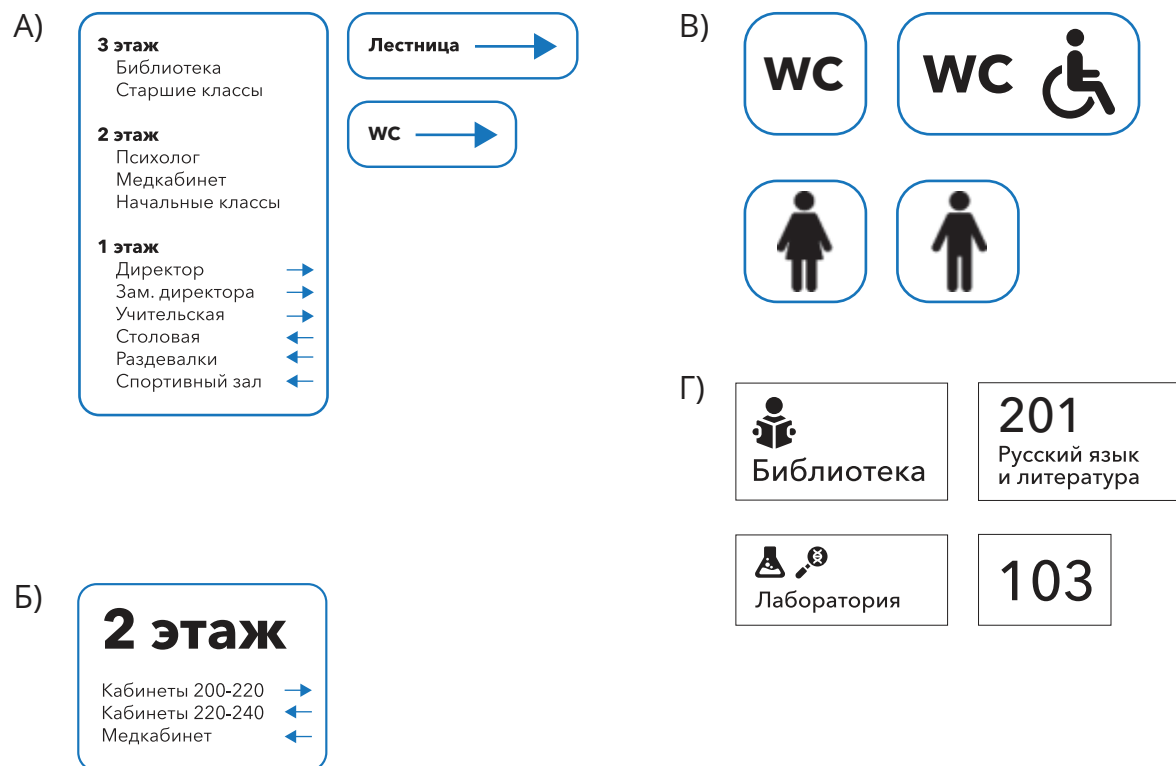 А)
3 этаж
Библиотека
Старшие классы
2 этаж
Психолог
Медкабинет
Начальные классы
1 этаж
Директор
Зам. директора
Учительская
Столовая
Раздевалки
Спортивный зал
Лестница
WC
Б)
2 этаж
Кабинеты 200-220
Кабинеты 220-240
Медкабинет
В)
WC
WC
Г)
Библиотека
201
Русский язык
и литература
Лаборатория
103